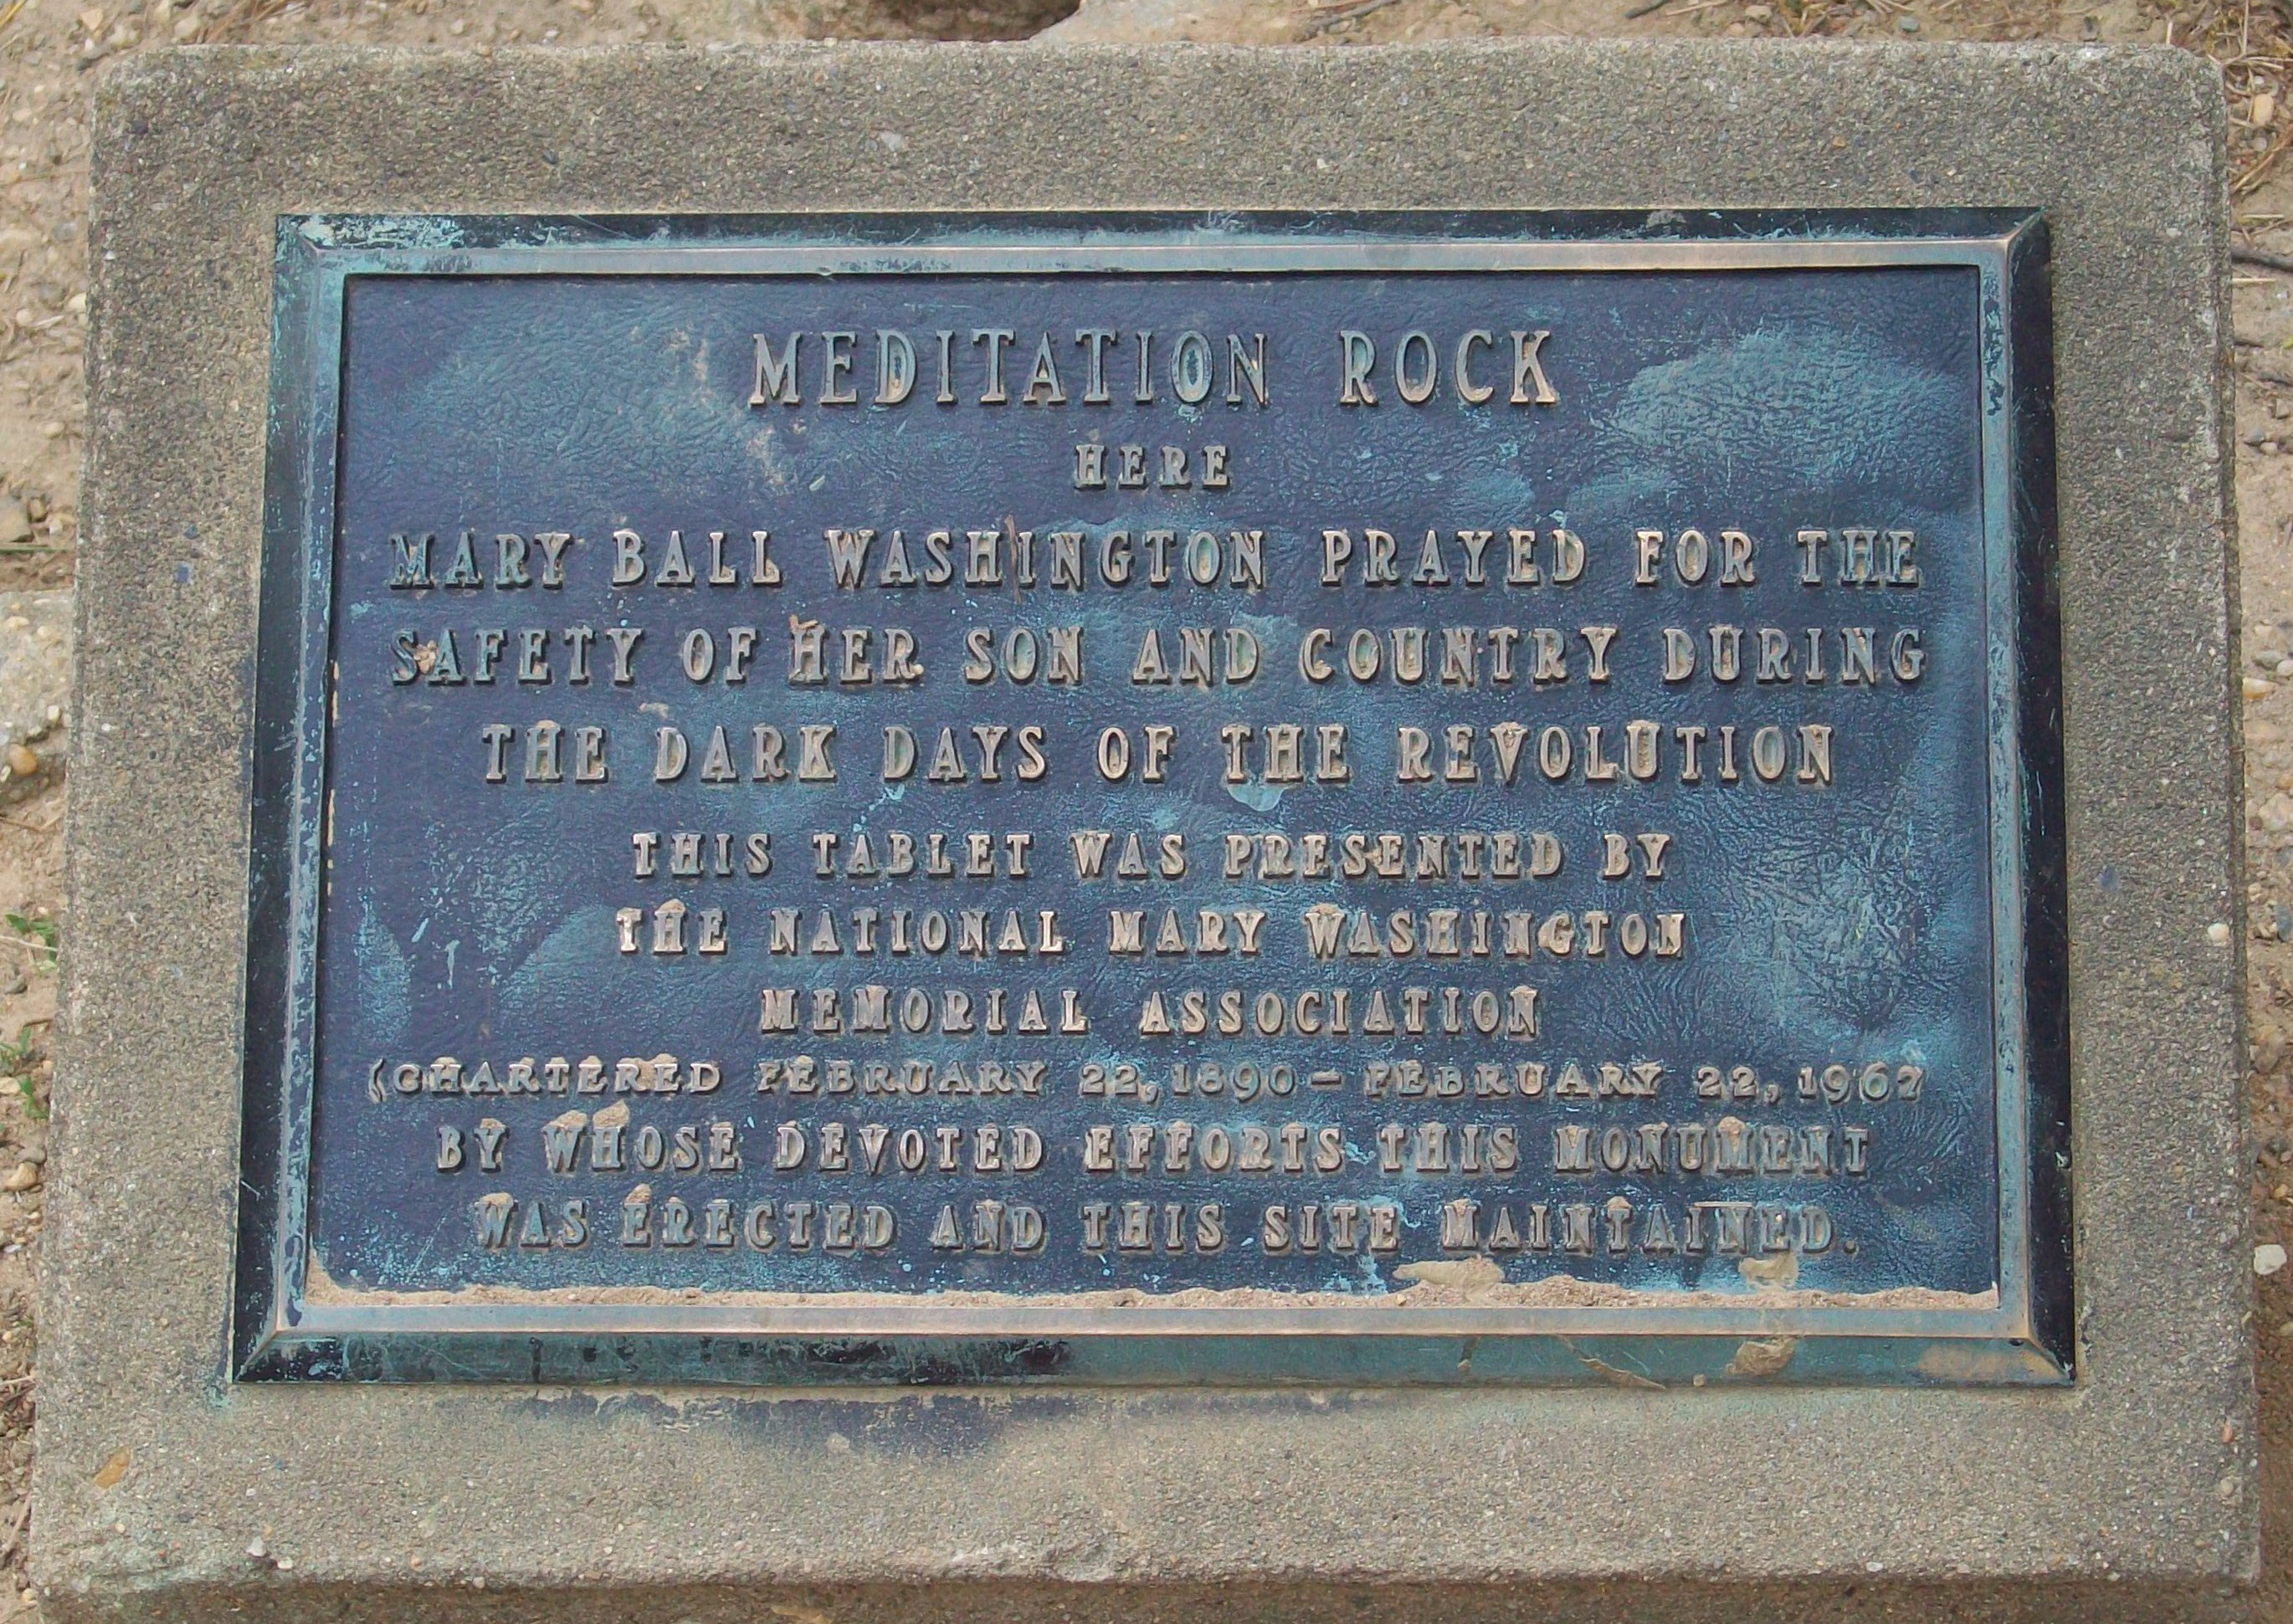 MEDITATION ROCK
HERE
MARY BALL WASHINGTON PRAYED FOR THE
SAFETY OF HER SON AND COUNTRY DURING
THE DARK DAYS OF THE REVOLUTION
THIS TABLET WAS PRESENTED BY
THE NATIONAL MARY WASHINGTON
MEMORIAL ASSOCIATION
(CHARTERED FEBRUARY 22, 1890 – FEBRUARY 22, 1967
BY WHOSE DEVOTED EFFORTS THIS MONUMENT
WAS ERECTED AND THIS SITE MAINTAINED.